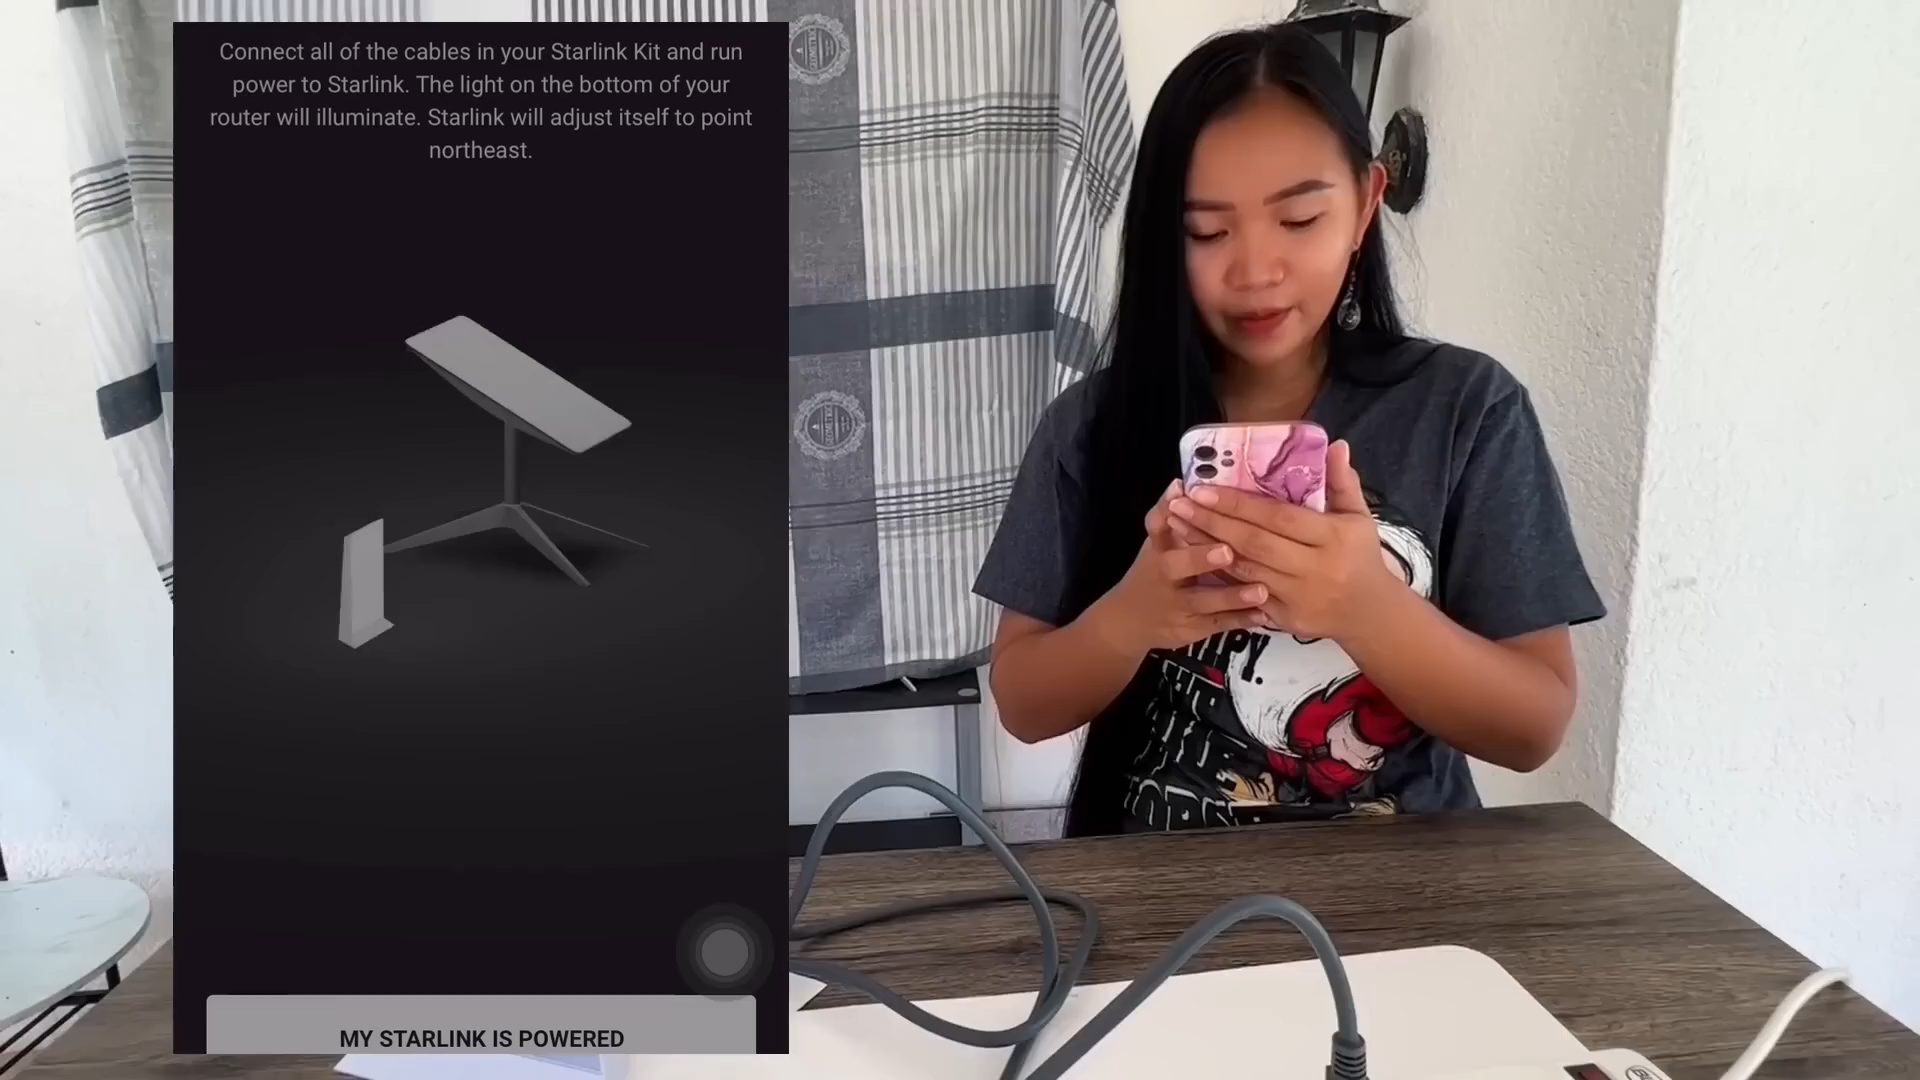 Connect all of the cables in your Starlink Kit and run
power to Starlink. The light on the bottom of your
router will illuminate. Starlink will adjust itself to point
northeast.
MY STARLINK IS POWERED